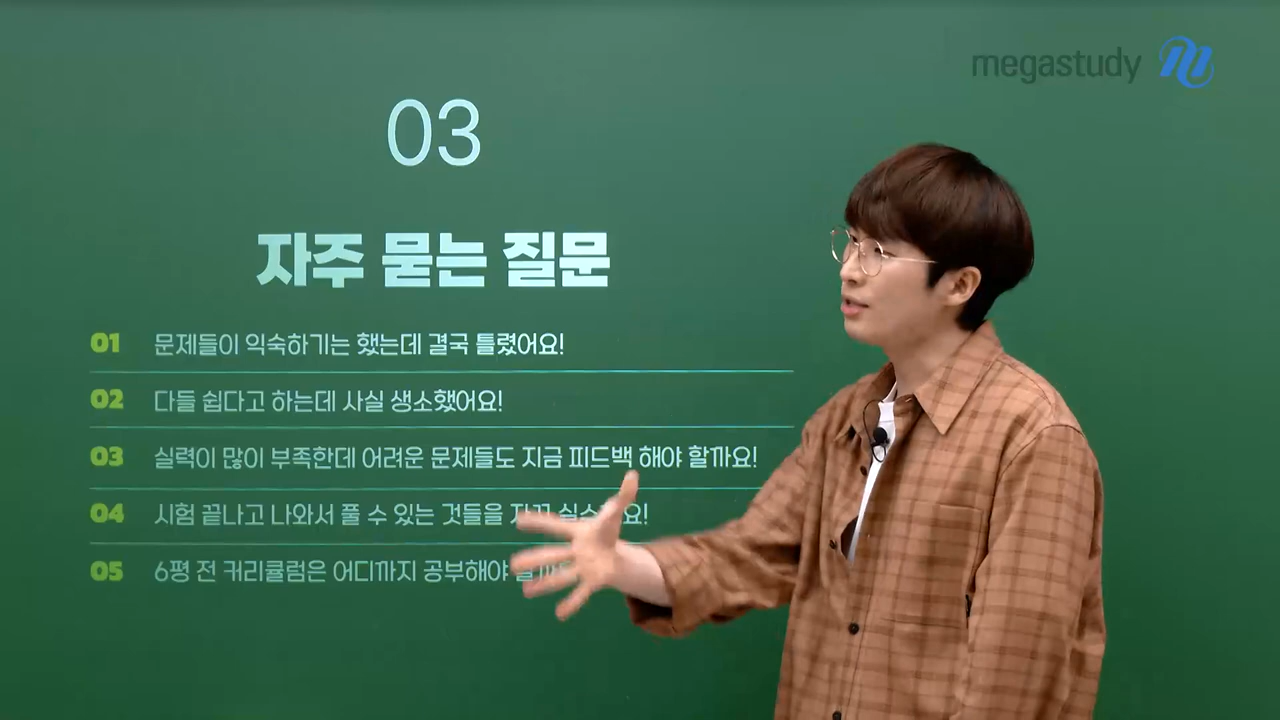 megastudy
03
자주 묻는 질문
01 문제들이 익숙하기는 했는데 결국 틀렸어요!
02 다들 쉽다고 하는데 사실 생소했어요!
03 실력이 많이 부족한데 어려운 문제들도 지금 피드백 해야 할까요!
04 시험 끝나고 나와서 풀 수 있는 것들을
05 6평 전 커리큘럼은 어디까지 공부해야